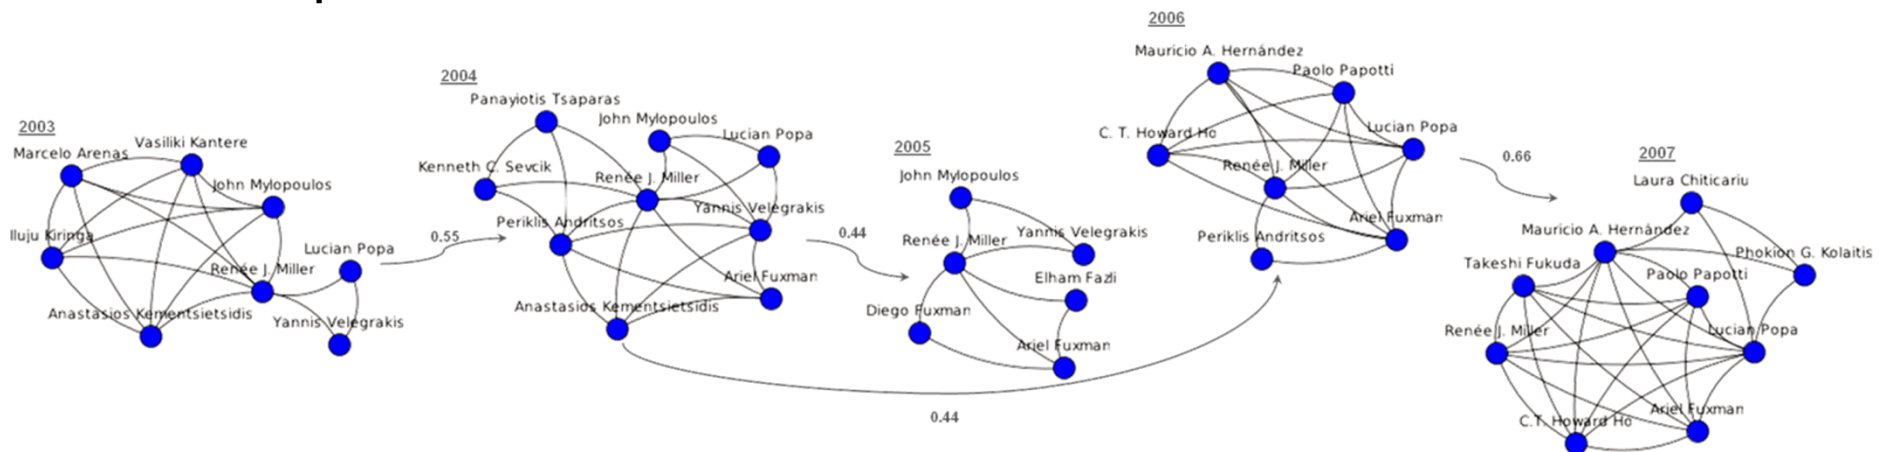 2003
Marcelo Arenas
Vasiliki Kantere
John Mylopoulos
Iluju Kiringa
Lucian Popa
Renée J. Miller
Anastasios Kementsietsidis
Yannis Velegrakis
0.55
2004
Panayiotis Tsaparas
John Mylopoulos
Lucian Popa
Kenneth C. Sevcik
Renée J. Miller
Yannis Velegrakis
Periklis Andritsos
Ariel Fuxman
Anastasios Kementsietsidis
0.44
2005
John Mylopoulos
Renée J. Miller
Yannis Velegrakis
Elham Fazli
Diego Fuxman
Ariel Fuxman
0.44
2006
Mauricio A. Hernández
Paolo Papotti
C. T. Howard Ho
Lucian Popa
Renée J. Miller
Ariel Fuxman
Periklis Andritsos
0.66
2007
Laura Chiticariu
Mauricio A. Hernández
Phokion G. Kolaitis
Takeshi Fukuda
Paolo Papotti
Renée J. Miller
Lucian Popa
C.T. Howard Ho
Ariel Fuxman